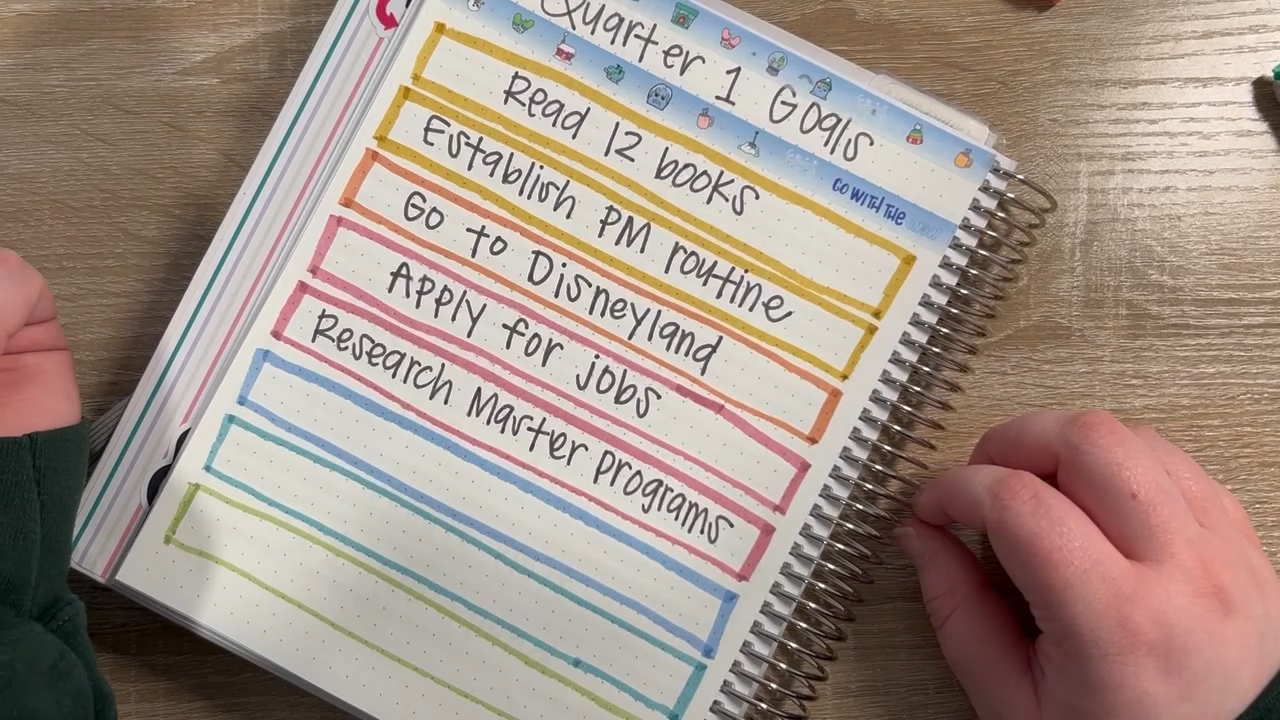 Quarter 1 Goals
GO WITH THE
Read 12 books
Establish PM routine
Go to Disneyland
Apply for jobs
Research Master programs